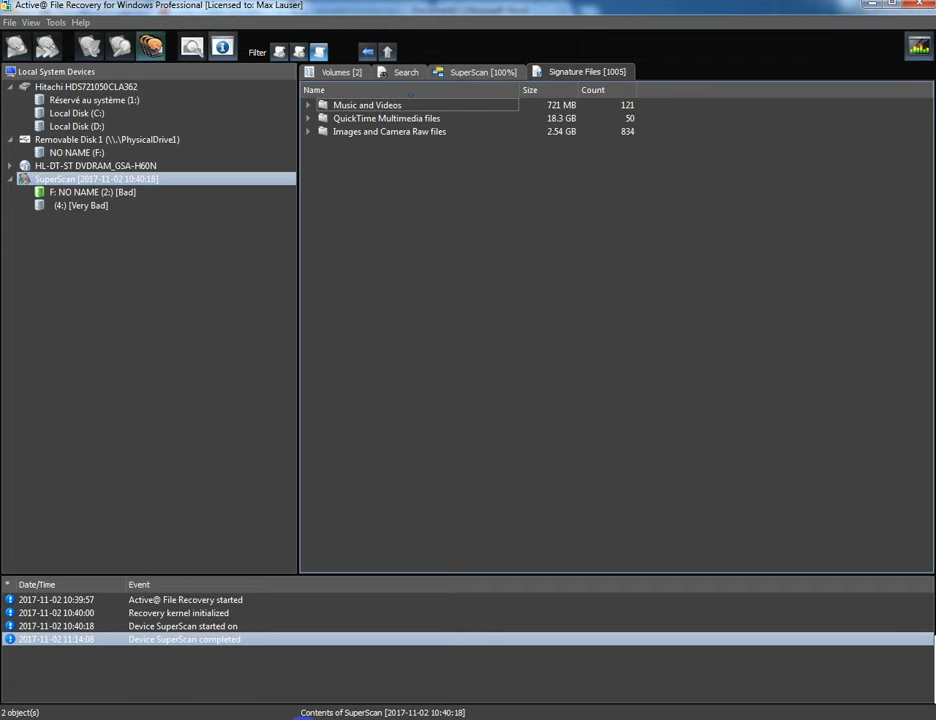 Active@ File Recovery for Windows Professional [Licensed to: Max Lauser]
File View Tools Help
Filter
Local System Devices
Volumes [2] Search SuperScan [100%] Signature Files [1005]
Hitachi HDS721050CLA362
Name Size Count
Réservé au système (1:)
Music and Videos 721 MB 121
Local Disk (C:)
QuickTime Multimedia files 18.3 GB 50
Local Disk (D:)
Images and Camera Raw files 2.54 GB 834
Removable Disk 1 (\\.\PhysicalDrive1)
NO NAME (F:)
HL-DT-ST DVDRAM_GSA-H60N
SuperScan [2017-11-02 10:40:18]
F: NO NAME (2:) [Bad]
(4:) [Very Bad]
* Date/Time Event
2017-11-02 10:39:57 Active@ File Recovery started
2017-11-02 10:40:00 Recovery kernel initialized
2017-11-02 10:40:18 Device SuperScan started on
2017-11-02 11:14:08 Device SuperScan completed
2 object(s) Contents of SuperScan [2017-11-02 10:40:18]